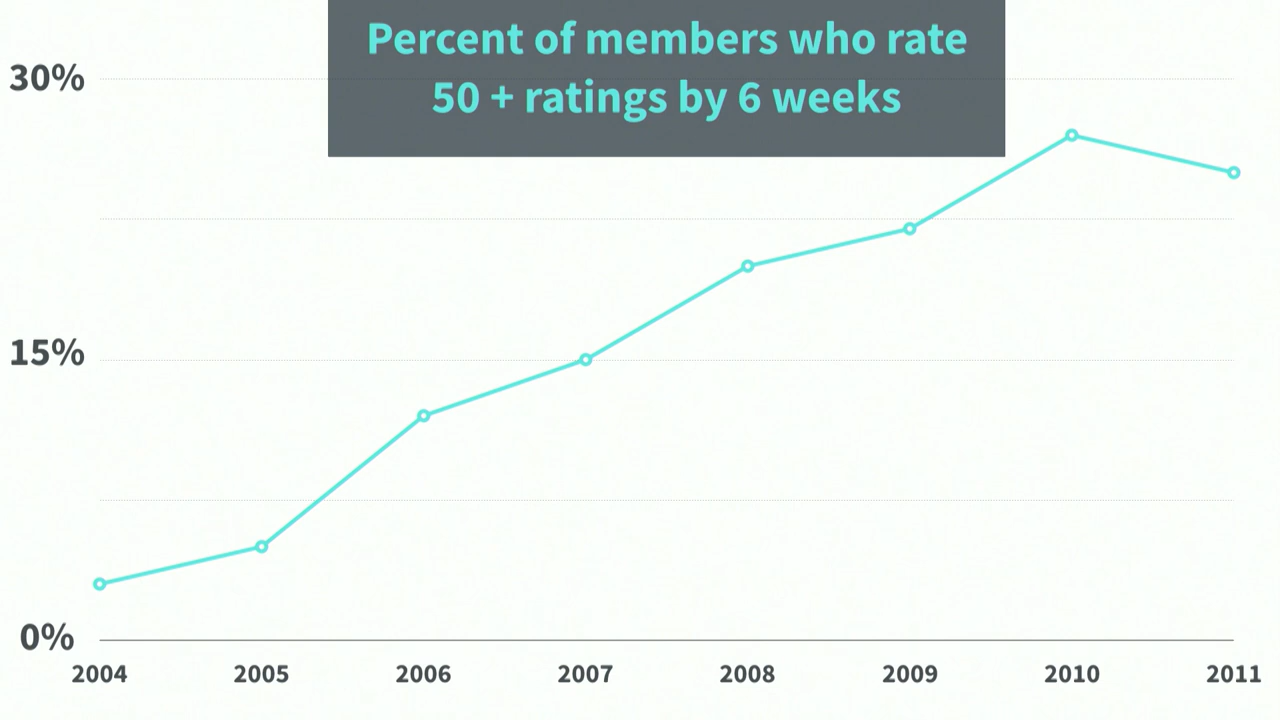 Percent of members who rate
50 + ratings by 6 weeks
30%
15%
0%
2004 2005 2006 2007 2008 2009 2010 2011